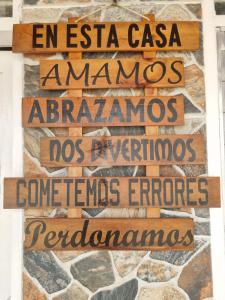 EN ESTA CASA
AMAMOS
ABRAZAMOS
NOS DIVERTIMOS
COMETEMOS ERRORES
Perdonamos